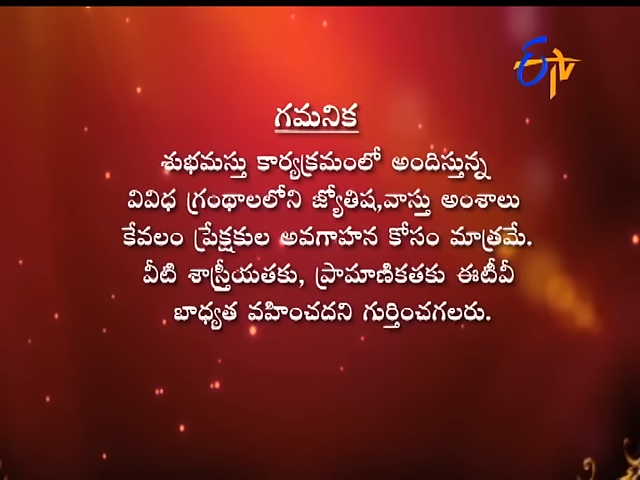 ETV
గమనిక
శుభమస్తు కార్యక్రమంలో అందిస్తున్న
వివిధ గ్రంథాలలోని జ్యోతిష,వాస్తు అంశాలు
కేవలం ప్రేక్షకుల అవగాహన కోసం మాత్రమే.
వీటి శాస్త్రీయతకు, ప్రామాణికతకు ఈటీవీ
బాధ్యత వహించదని గుర్తించగలరు.